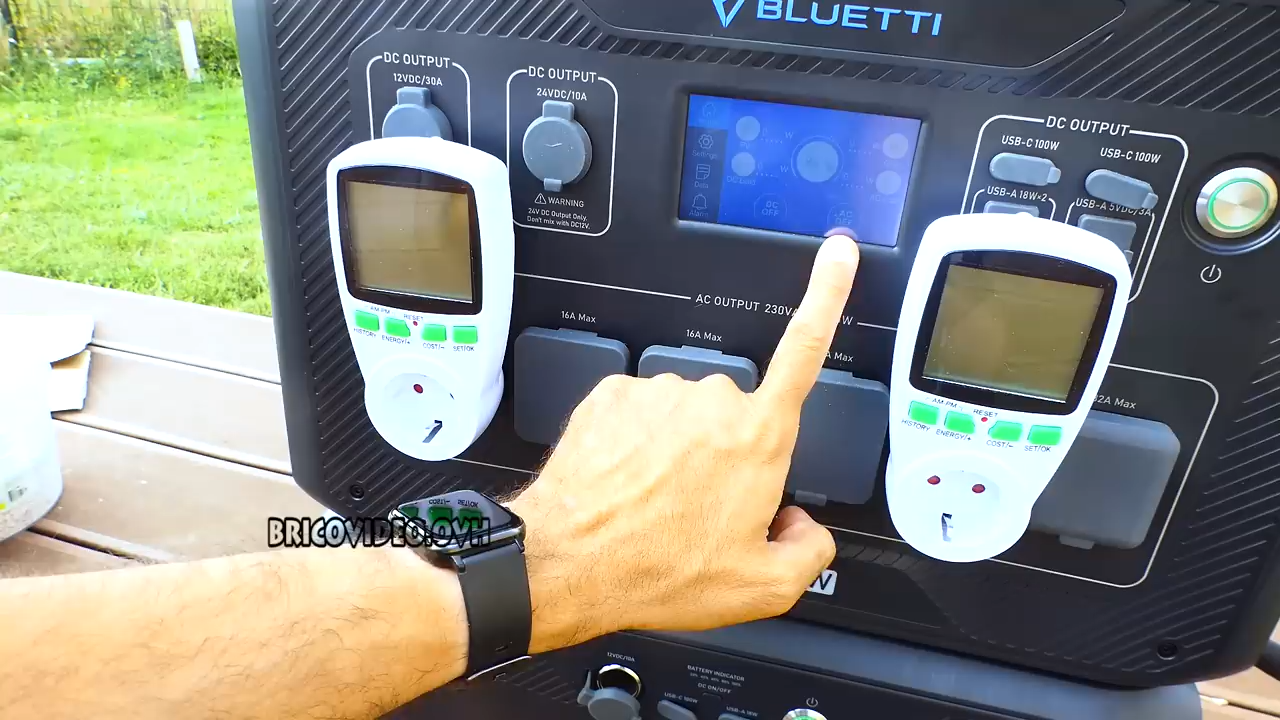 BLUETTI
DC OUTPUT
12VDC/30A
DC OUTPUT
24VDC/10A
WARNING
24V DC Output Only.
Don't mix with DC12V.
Settings
Data
Alarm
DC
OFF
AC
OFF
DC OUTPUT
USB-C 100W
USB-C 100W
USB-A 18W×2
USB-A 5VDC/3A
AC OUTPUT 230V
W
16A Max
16A Max
A Max
32A Max
AM-PM
RESET
HISTORY
ENERGY/+
COST/-
SET/OK
AM-PM
RESET
HISTORY
ENERGY/+
COST/-
SET/OK
BRICOVIDEO.OVH
W
12VDC/10A
BATTERY INDICATOR
DC ON/OFF
USB-C 100W
USB-A 18W